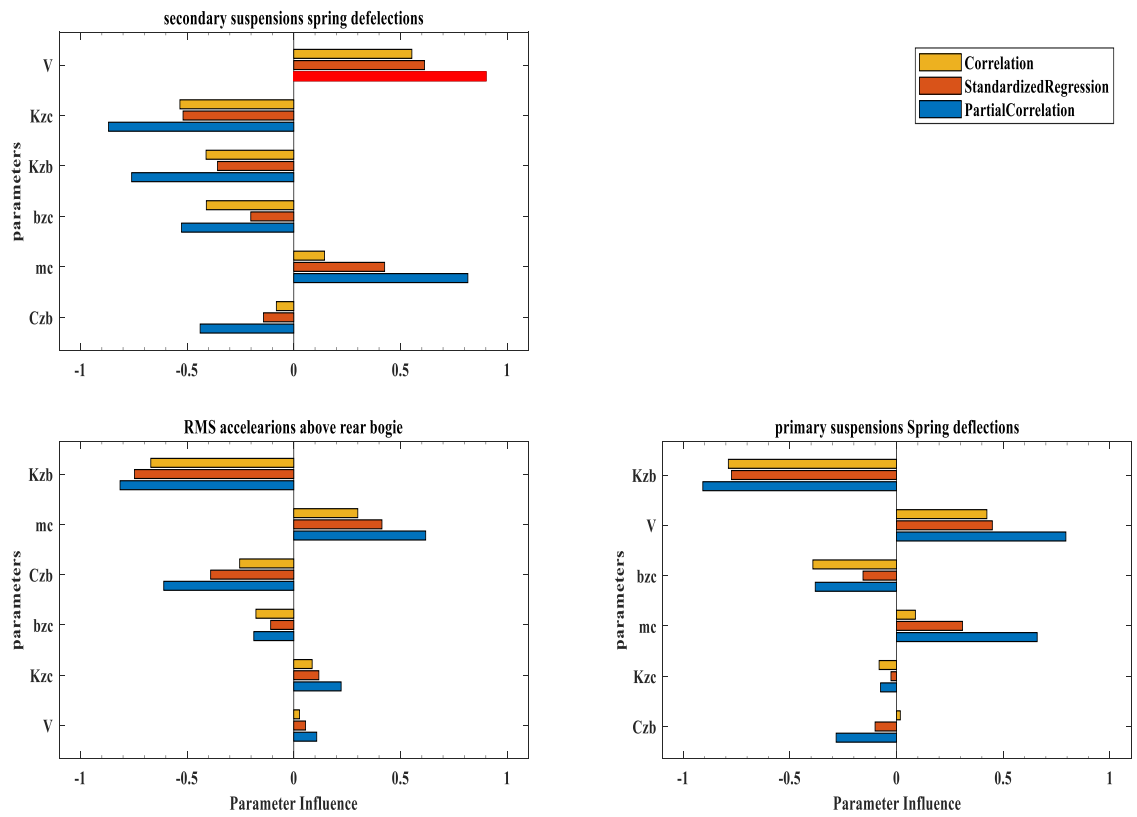 secondary suspensions spring defelections
V
Kzc
Kzb
bzc
mc
Czb
parameters
-1 -0.5 0 0.5 1
Correlation
StandardizedRegression
PartialCorrelation
RMS accelearions above rear bogie
Kzb
mc
Czb
bzc
Kzc
V
parameters
-1 -0.5 0 0.5 1
Parameter Influence
primary suspensions Spring deflections
Kzb
V
bzc
mc
Kzc
Czb
parameters
-1 -0.5 0 0.5 1
Parameter Influence